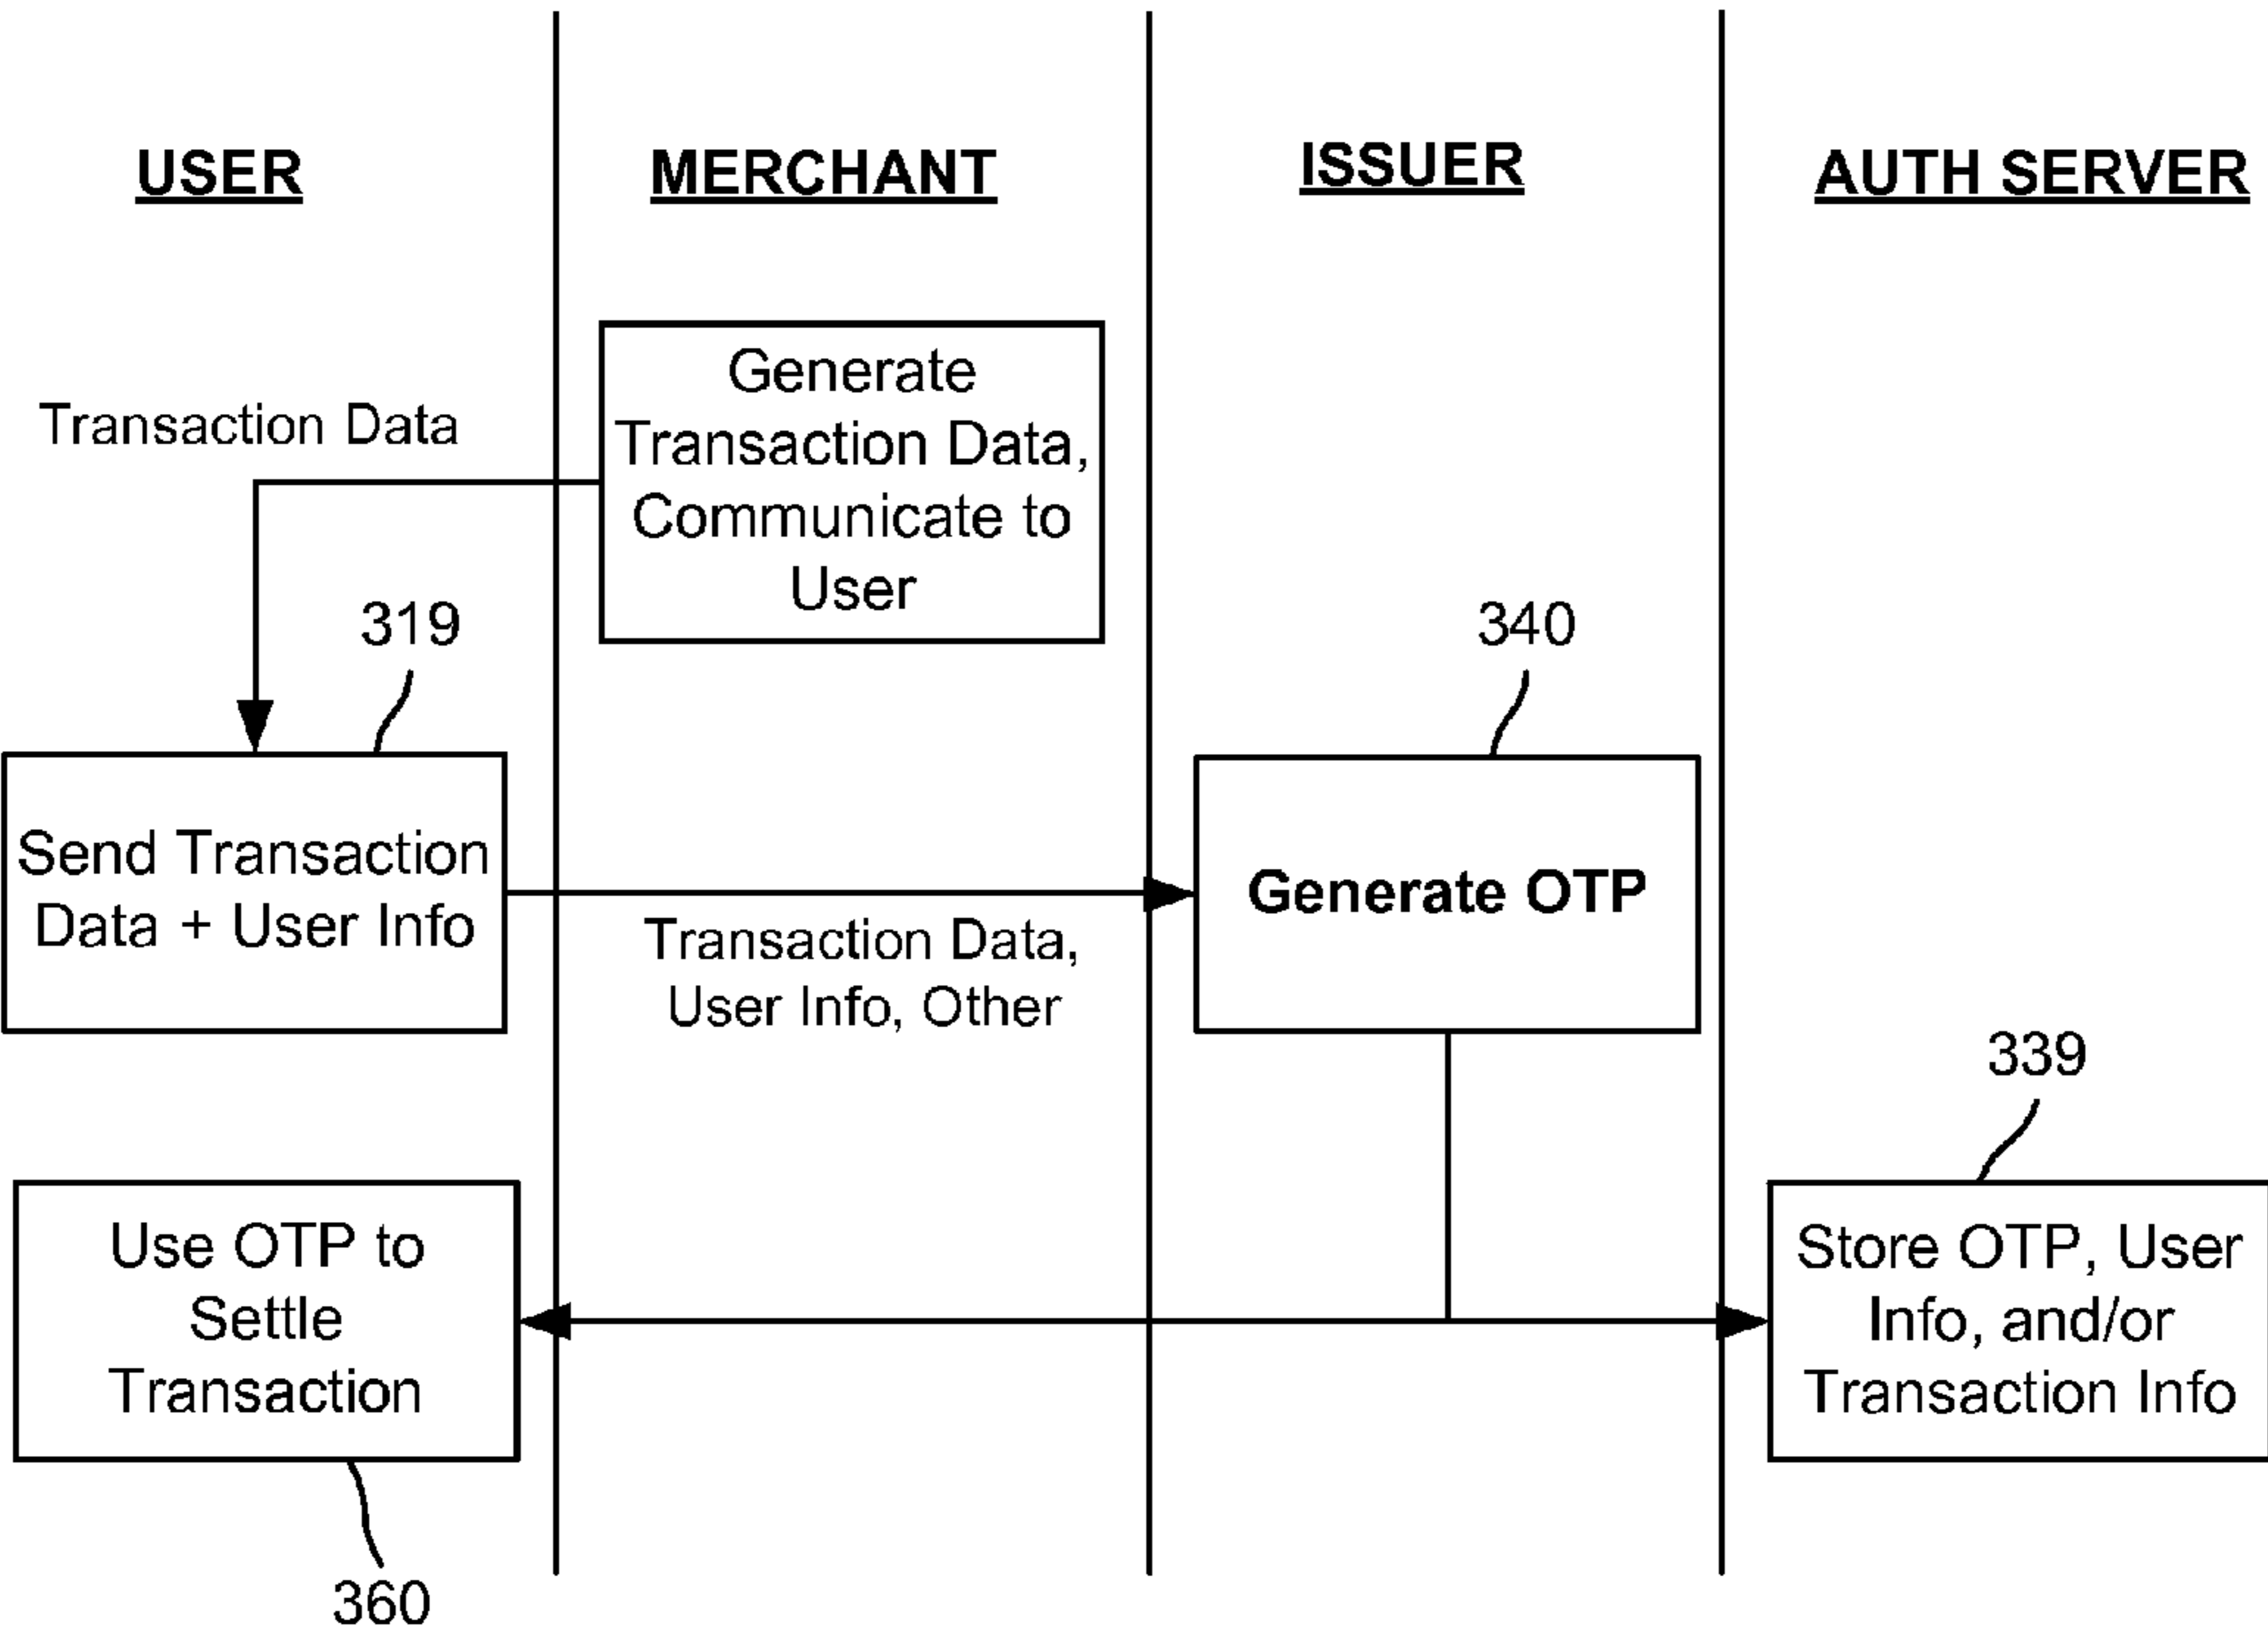 USER
MERCHANT
ISSUER
AUTH SERVER
Transaction Data
Generate
Transaction Data,
Communicate to
User
319
340
Send Transaction
Data + User Info
Transaction Data,
User Info, Other
Generate OTP
339
Use OTP to
Settle
Transaction
Store OTP, User
Info, and/or
Transaction Info
360